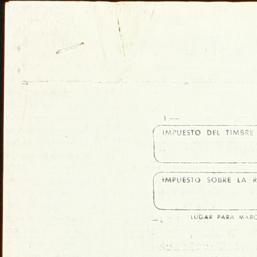 IMPUESTO DEL TIMBRE
IMPUESTO SOBRE LA R
LUGAR PARA MARC